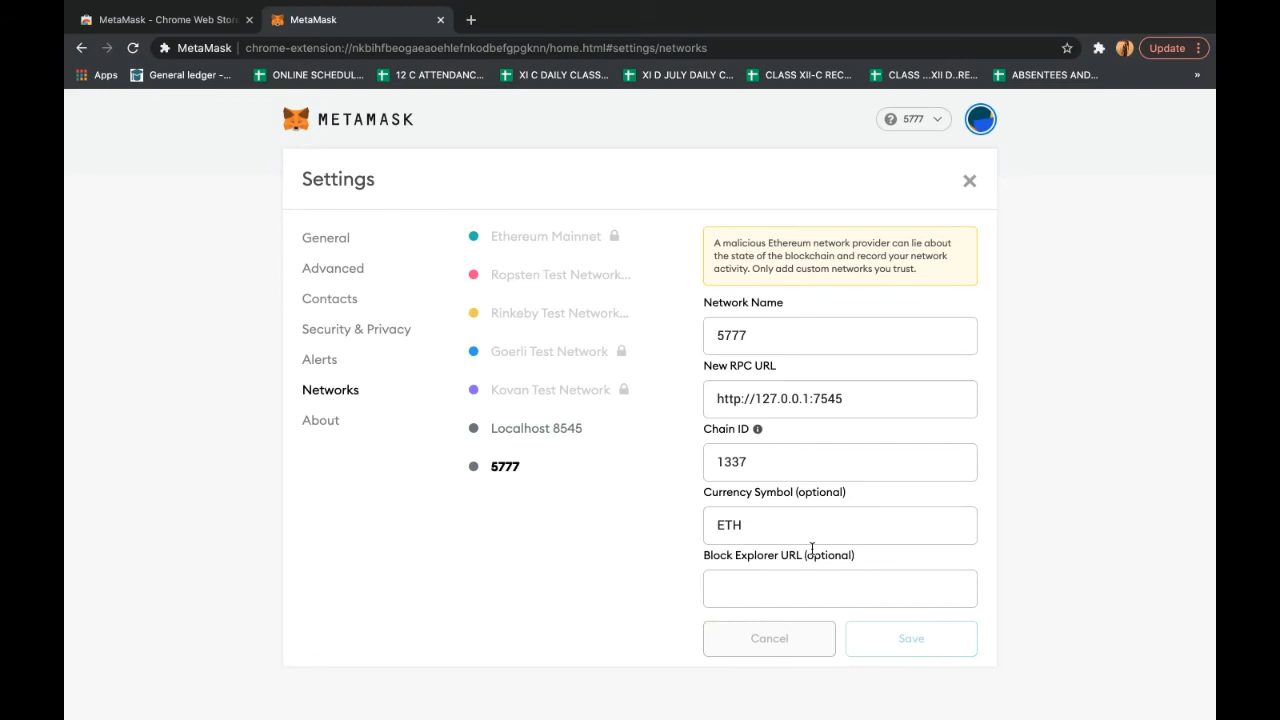 MetaMask - Chrome Web Stor
MetaMask
MetaMask
chrome-extension://nkbihfbeogaeaoehlefnkodbefgpgknn/home.html#settings/networks
Update
Apps
General ledger -...
ONLINE SCHEDUL...
12 C ATTENDANC...
XI C DAILY CLASS...
XI D JULY DAILY C...
CLASS XII-C REC...
CLASS ...XII D..RE...
ABSENTEES AND...
»
METAMASK
5777
Settings
General
Advanced
Contacts
Security & Privacy
Alerts
Networks
About
Ethereum Mainnet
Ropsten Test Network...
Rinkeby Test Network...
Goerli Test Network
Kovan Test Network
Localhost 8545
5777
A malicious Ethereum network provider can lie about
the state of the blockchain and record your network
activity. Only add custom networks you trust.
Network Name
5777
New RPC URL
http://127.0.0.1:7545
Chain ID
1337
Currency Symbol (optional)
ETH
Block Explorer URL (optional)
Cancel
Save